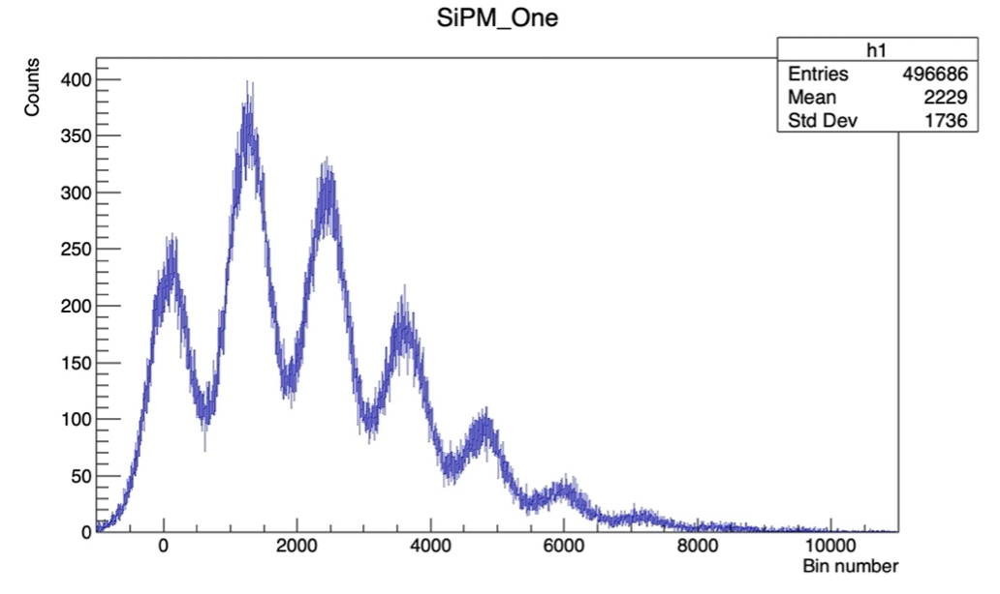 SiPM_One
h1
Entries 496686
Mean 2229
Std Dev 1736
Counts
400
350
300
250
200
150
100
50
0
0 2000 4000 6000 8000 10000
Bin number